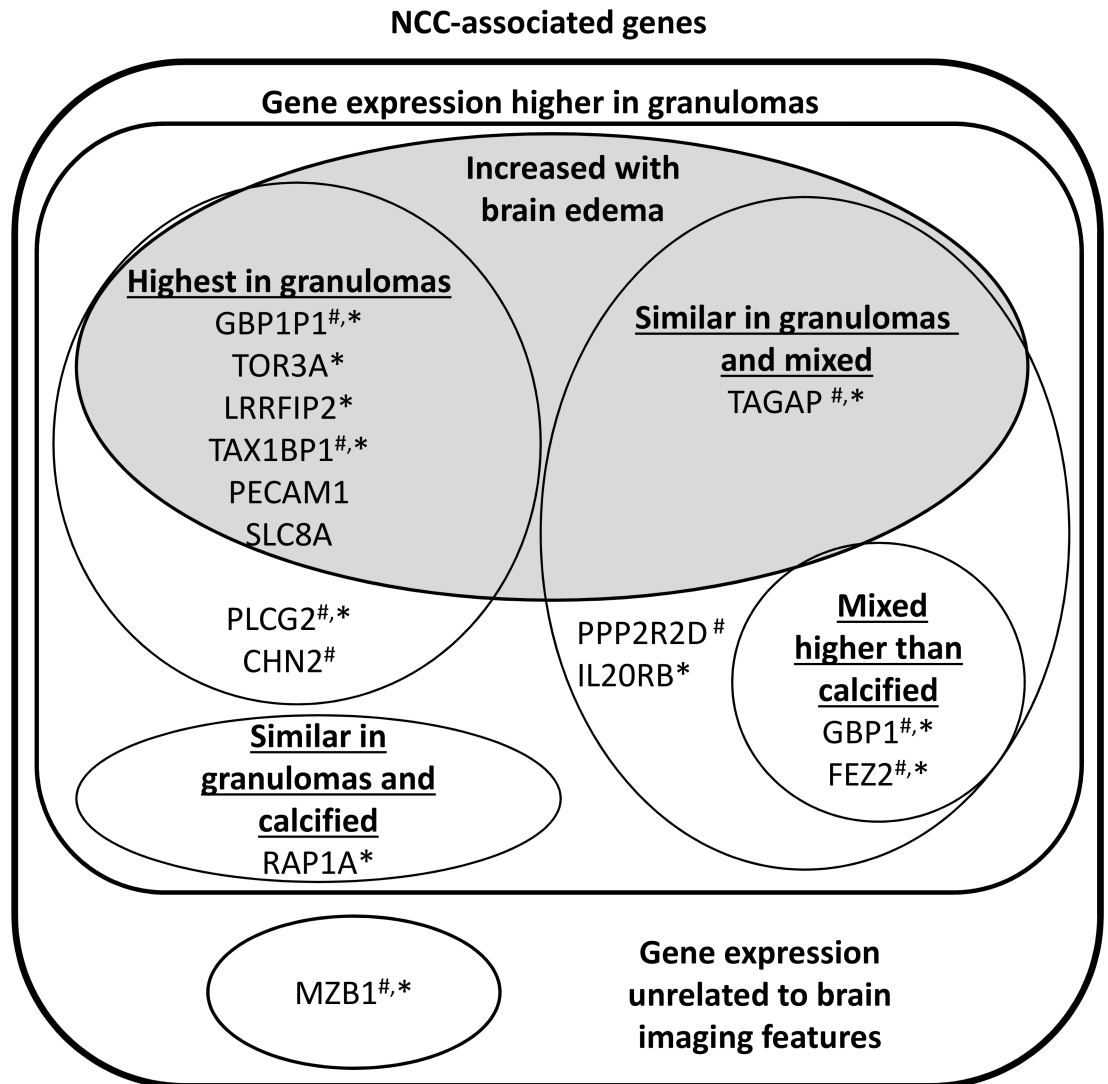 NCC-associated genes
Gene expression higher in granulomas
Increased with
brain edema
Highest in granulomas
GBP1P1#,*
TOR3A*
LRRFIP2*
TAX1BP1#,*
PECAM1
SLC8A
PLCG2#,*
CHN2#
Similar in granulomas
and mixed
TAGAP #,*
PPP2R2D #
IL20RB*
Mixed
higher than
calcified
GBP1#,*
FEZ2#,*
Similar in
granulomas and
calcified
RAP1A*
MZB1#,*
Gene expression
unrelated to brain
imaging features